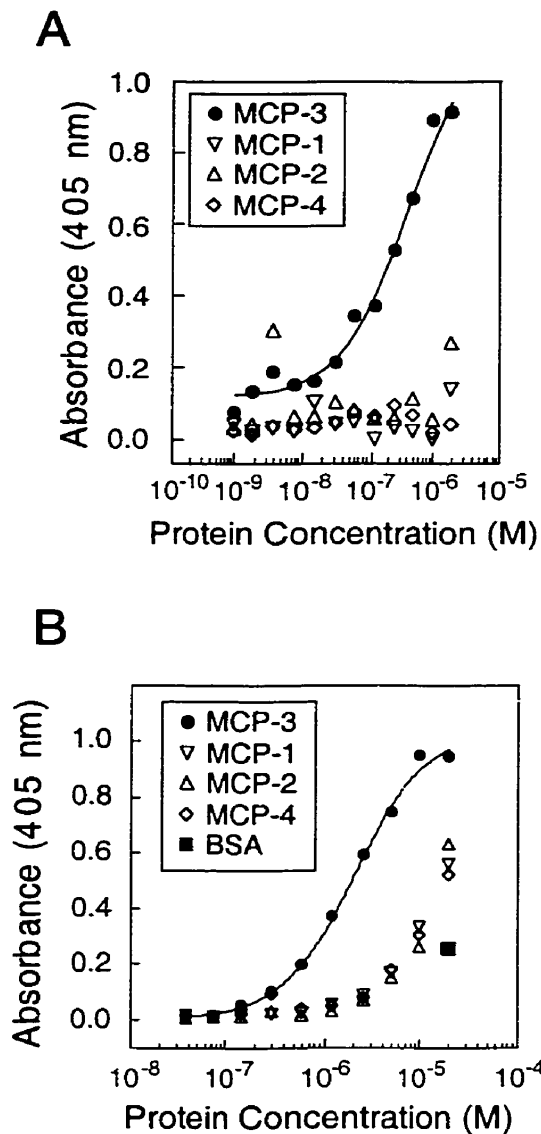 A
Absorbance (405 nm)
1.0
0.8
0.6
0.4
0.2
0.0
● MCP-3
▽ MCP-1
△ MCP-2
◇ MCP-4
10-10 10-9 10-8 10-7 10-6 10-5
Protein Concentration (M)
B
Absorbance (405 nm)
1.0
0.8
0.6
0.4
0.2
0.0
● MCP-3
▽ MCP-1
△ MCP-2
◇ MCP-4
■ BSA
10-8 10-7 10-6 10-5 10-4
Protein Concentration (M)